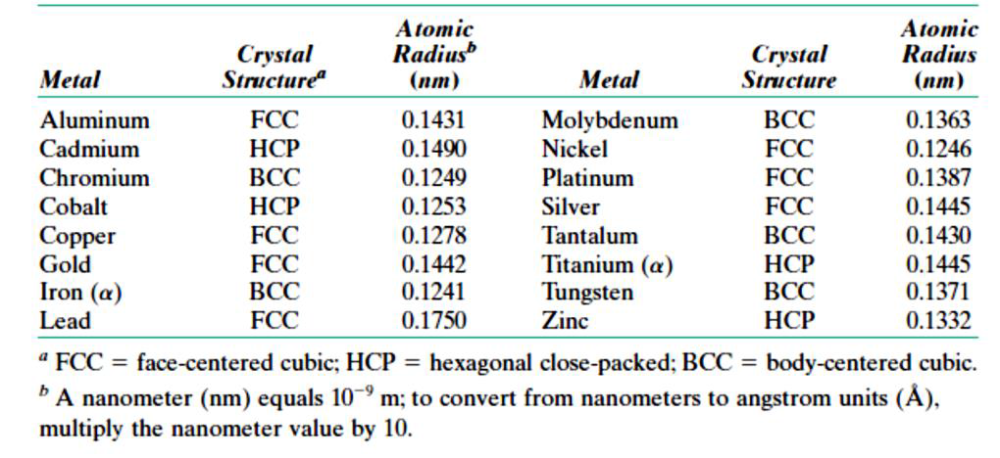 Metal Crystal Structureᵃ Atomic Radiusᵇ (nm) Metal Crystal Structure Atomic Radius (nm)
Aluminum FCC 0.1431 Molybdenum BCC 0.1363
Cadmium HCP 0.1490 Nickel FCC 0.1246
Chromium BCC 0.1249 Platinum FCC 0.1387
Cobalt HCP 0.1253 Silver FCC 0.1445
Copper FCC 0.1278 Tantalum BCC 0.1430
Gold FCC 0.1442 Titanium (α) HCP 0.1445
Iron (α) BCC 0.1241 Tungsten BCC 0.1371
Lead FCC 0.1750 Zinc HCP 0.1332
ᵃ FCC = face-centered cubic; HCP = hexagonal close-packed; BCC = body-centered cubic.
ᵇ A nanometer (nm) equals 10⁻⁹ m; to convert from nanometers to angstrom units (Å),
multiply the nanometer value by 10.